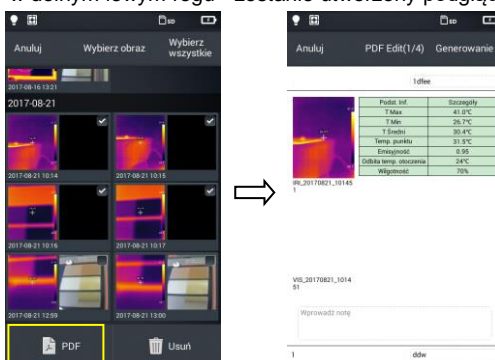 w dolnym lewym rogu
zostanie utworzony podgląd
SD
Anuluj
Wybierz obraz
Wybierz
wszystkie
2017-08-16 13:21
2017-08-21
2017-08-21 10:14
2017-08-21 10:15
2017-08-21 10:16
2017-08-21 10:17
2017-08-21 12:59
2017-08-21 13:00
PDF
Usuń
SD
Anuluj
PDF Edit(1/4)
Generowanie
1dfee
Podst. Inf. Szczegóły
T Max 41.0°C
T Min 26.7°C
T Średni 30.4°C
Temp. punktu 31.5°C
Emisyjność 0.95
Odbita temp. otoczenia 24°C
Wilgotność 70%
IRI_20170821_10145
1
VIS_20170821_1014
51
Wprowadź notę
1 ddw